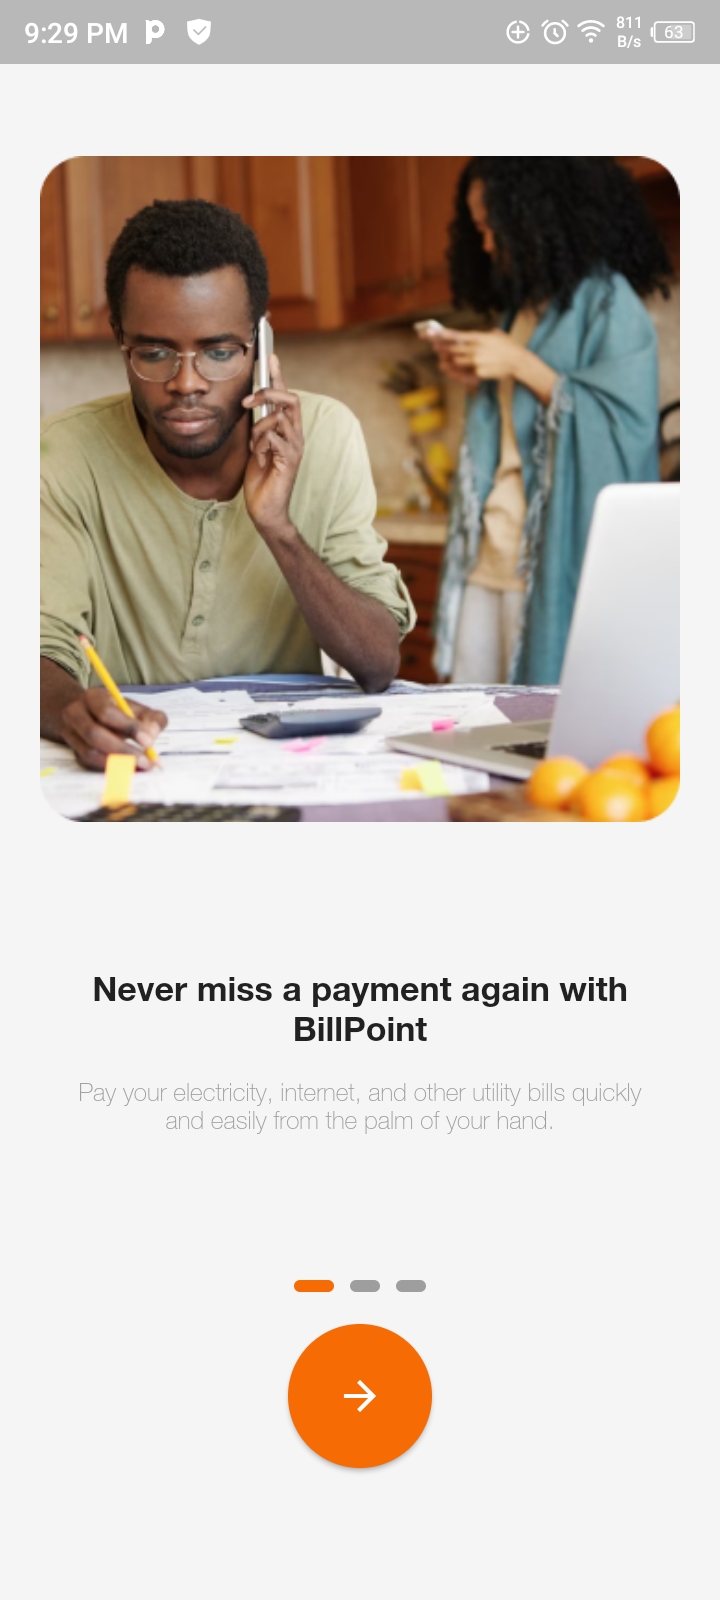 9:29 PM
811
B/s
63
Never miss a payment again with
BillPoint
Pay your electricity, internet, and other utility bills quickly
and easily from the palm of your hand.